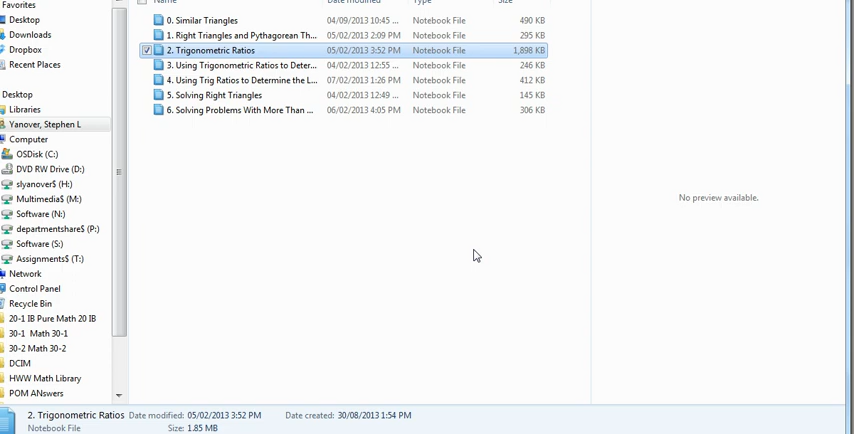 Favorites
Desktop
Downloads
Dropbox
Recent Places
Desktop
Libraries
Yanover, Stephen L
Computer
OSDisk (C:)
DVD RW Drive (D:)
slyanover$ (H:)
Multimedia$ (M:)
Software (N:)
departmentshare$ (P:)
Software (S:)
Assignments$ (T:)
Network
Control Panel
Recycle Bin
20-1 IB Pure Math 20 IB
30-1 Math 30-1
30-2 Math 30-2
DCIM
HWW Math Library
POM ANswers
Name Date modified Type Size
0. Similar Triangles 04/09/2013 10:45 ... Notebook File 490 KB
1. Right Triangles and Pythagorean Th... 05/02/2013 2:09 PM Notebook File 295 KB
2. Trigonometric Ratios 05/02/2013 3:52 PM Notebook File 1,898 KB
3. Using Trigonometric Ratios to Deter... 04/02/2013 12:55 ... Notebook File 246 KB
4. Using Trig Ratios to Determine the L... 07/02/2013 1:26 PM Notebook File 412 KB
5. Solving Right Triangles 04/02/2013 12:49 ... Notebook File 145 KB
6. Solving Problems With More Than ... 06/02/2013 4:05 PM Notebook File 306 KB
No preview available.
2. Trigonometric Ratios Date modified: 05/02/2013 3:52 PM Date created: 30/08/2013 1:54 PM
Notebook File Size: 1.85 MB